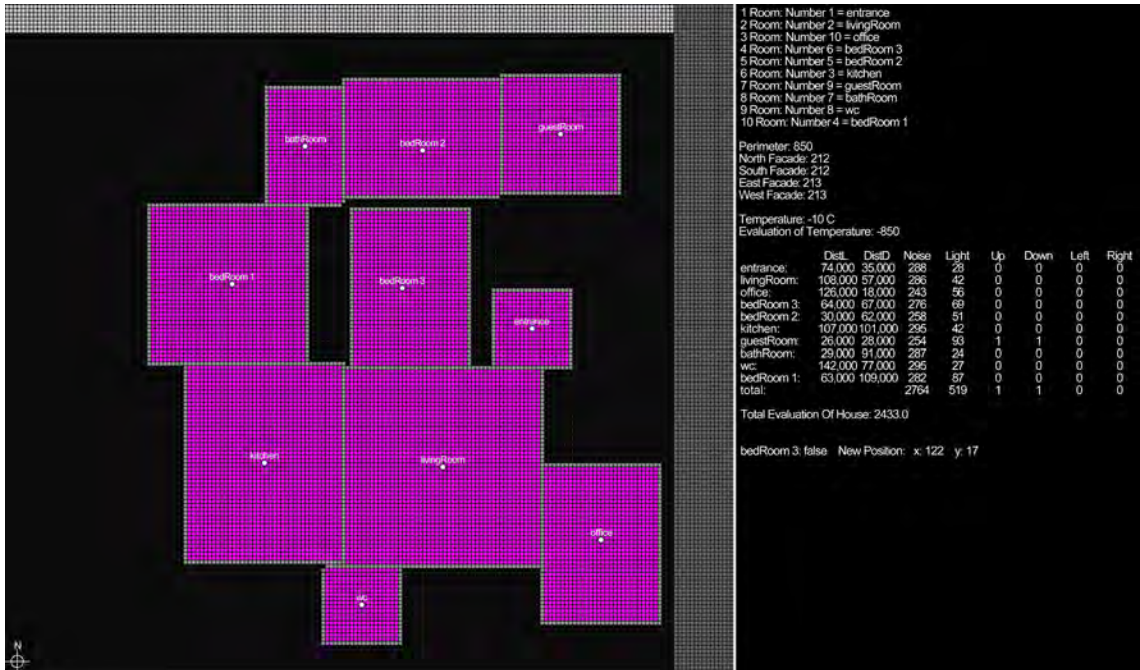 1 Room: Number 1 = entrance
2 Room: Number 2 = livingRoom
3 Room: Number 10 = office
4 Room: Number 6 = bedRoom 3
5 Room: Number 5 = bedRoom 2
6 Room: Number 3 = kitchen
7 Room: Number 9 = guestRoom
8 Room: Number 7 = bathRoom
9 Room: Number 8 = wc
10 Room: Number 4 = bedRoom 1
Perimeter: 850
North Facade: 212
South Facade: 212
East Facade: 213
West Facade: 213
Temperature: -10 C
Evaluation of Temperature: -850
DistL DistD Noise Light Up Down Left Right
entrance: 74,000 35,000 288 28 0 0 0 0
livingRoom: 108,000 57,000 286 42 0 0 0 0
office: 126,000 18,000 243 56 0 0 0 0
bedRoom 3: 64,000 67,000 276 69 0 0 0 0
bedRoom 2: 30,000 62,000 258 51 0 0 0 0
kitchen: 107,000 101,000 295 42 0 0 0 0
guestRoom: 26,000 28,000 254 93 1 1 0 0
bathRoom: 29,000 91,000 287 24 0 0 0 0
wc: 142,000 77,000 295 27 0 0 0 0
bedRoom 1: 63,000 109,000 282 87 0 0 0 0
total: 2764 519 1 1 0 0
Total Evaluation Of House: 2433.0
bedRoom 3: false New Position: x: 122 y: 17
guestRoom
bathRoom
bedRoom 2
bedRoom 1
bedRoom 3
entrance
kitchen
livingRoom
office
wc
N